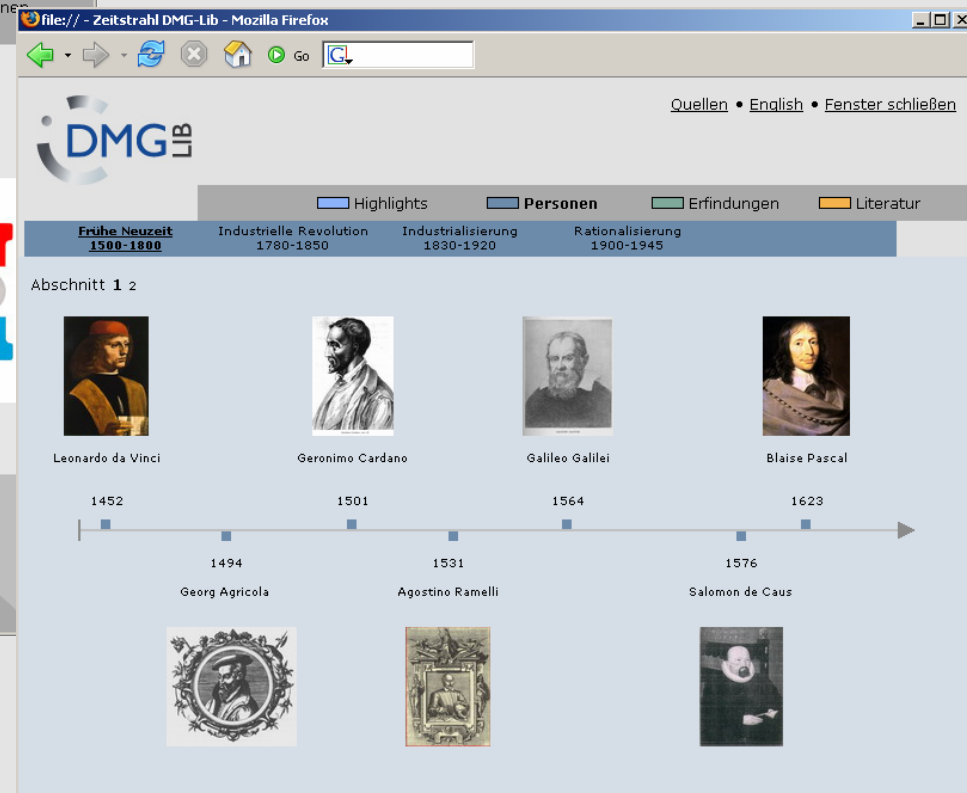 nen
file:// - Zeitstrahl DMG-Lib - Mozilla Firefox
Go
G
Quellen • English • Fenster schließen
DMG LIB
Highlights Personen Erfindungen Literatur
Frühe Neuzeit Industrielle Revolution Industrialisierung Rationalisierung
1500-1800 1780-1850 1830-1920 1900-1945
Abschnitt 1 2
Leonardo da Vinci Geronimo Cardano Galileo Galilei Blaise Pascal
1452 1501 1564 1623
1494 1531 1576
Georg Agricola Agostino Ramelli Salomon de Caus